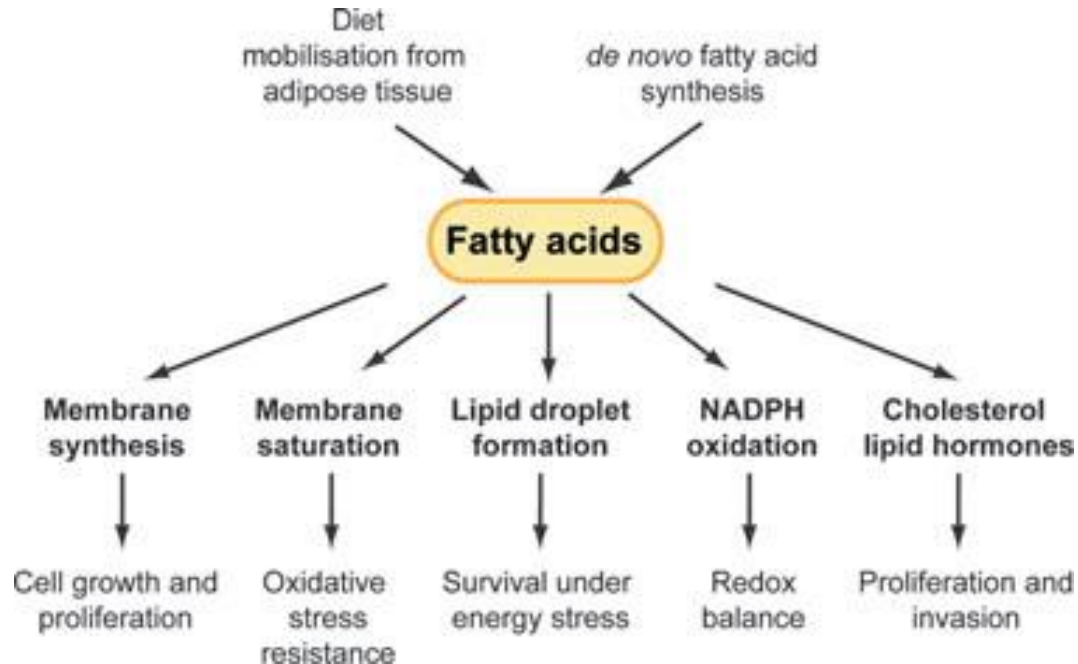 Diet
mobilisation from
adipose tissue
de novo fatty acid
synthesis
Fatty acids
Membrane
synthesis
Membrane
saturation
Lipid droplet
formation
NADPH
oxidation
Cholesterol
lipid hormones
Cell growth and
proliferation
Oxidative
stress
resistance
Survival under
energy stress
Redox
balance
Proliferation and
invasion